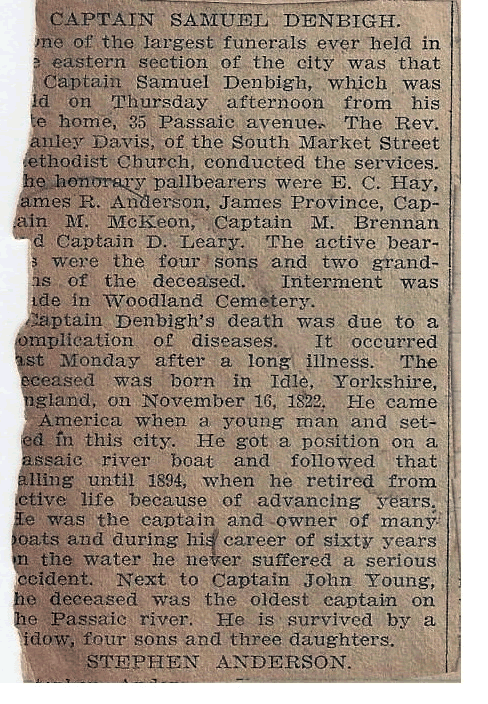 CAPTAIN SAMUEL DENBIGH.
ne of the largest funerals ever held in
e eastern section of the city was that
Captain Samuel Denbigh, which was
ld on Thursday afternoon from his
te home, 35 Passaic avenue. The Rev.
anley Davis, of the South Market Street
ethodist Church, conducted the services.
he honorary pallbearers were E. C. Hay,
ames R. Anderson, James Province, Cap-
ain M. McKeon, Captain M. Brennan
d Captain D. Leary. The active bear-
s were the four sons and two grand-
ns of the deceased. Interment was
ade in Woodland Cemetery.
Captain Denbigh's death was due to a
omplication of diseases. It occurred
ast Monday after a long illness. The
eceased was born in Idle, Yorkshire,
ngland, on November 16, 1822. He came
America when a young man and set-
ed in this city. He got a position on a
assaic river boat and followed that
alling until 1894, when he retired from
ctive life because of advancing years.
He was the captain and owner of many
boats and during his career of sixty years
on the water he never suffered a serious
ccident. Next to Captain John Young,
he deceased was the oldest captain on
he Passaic river. He is survived by a
idow, four sons and three daughters.
STEPHEN ANDERSON.